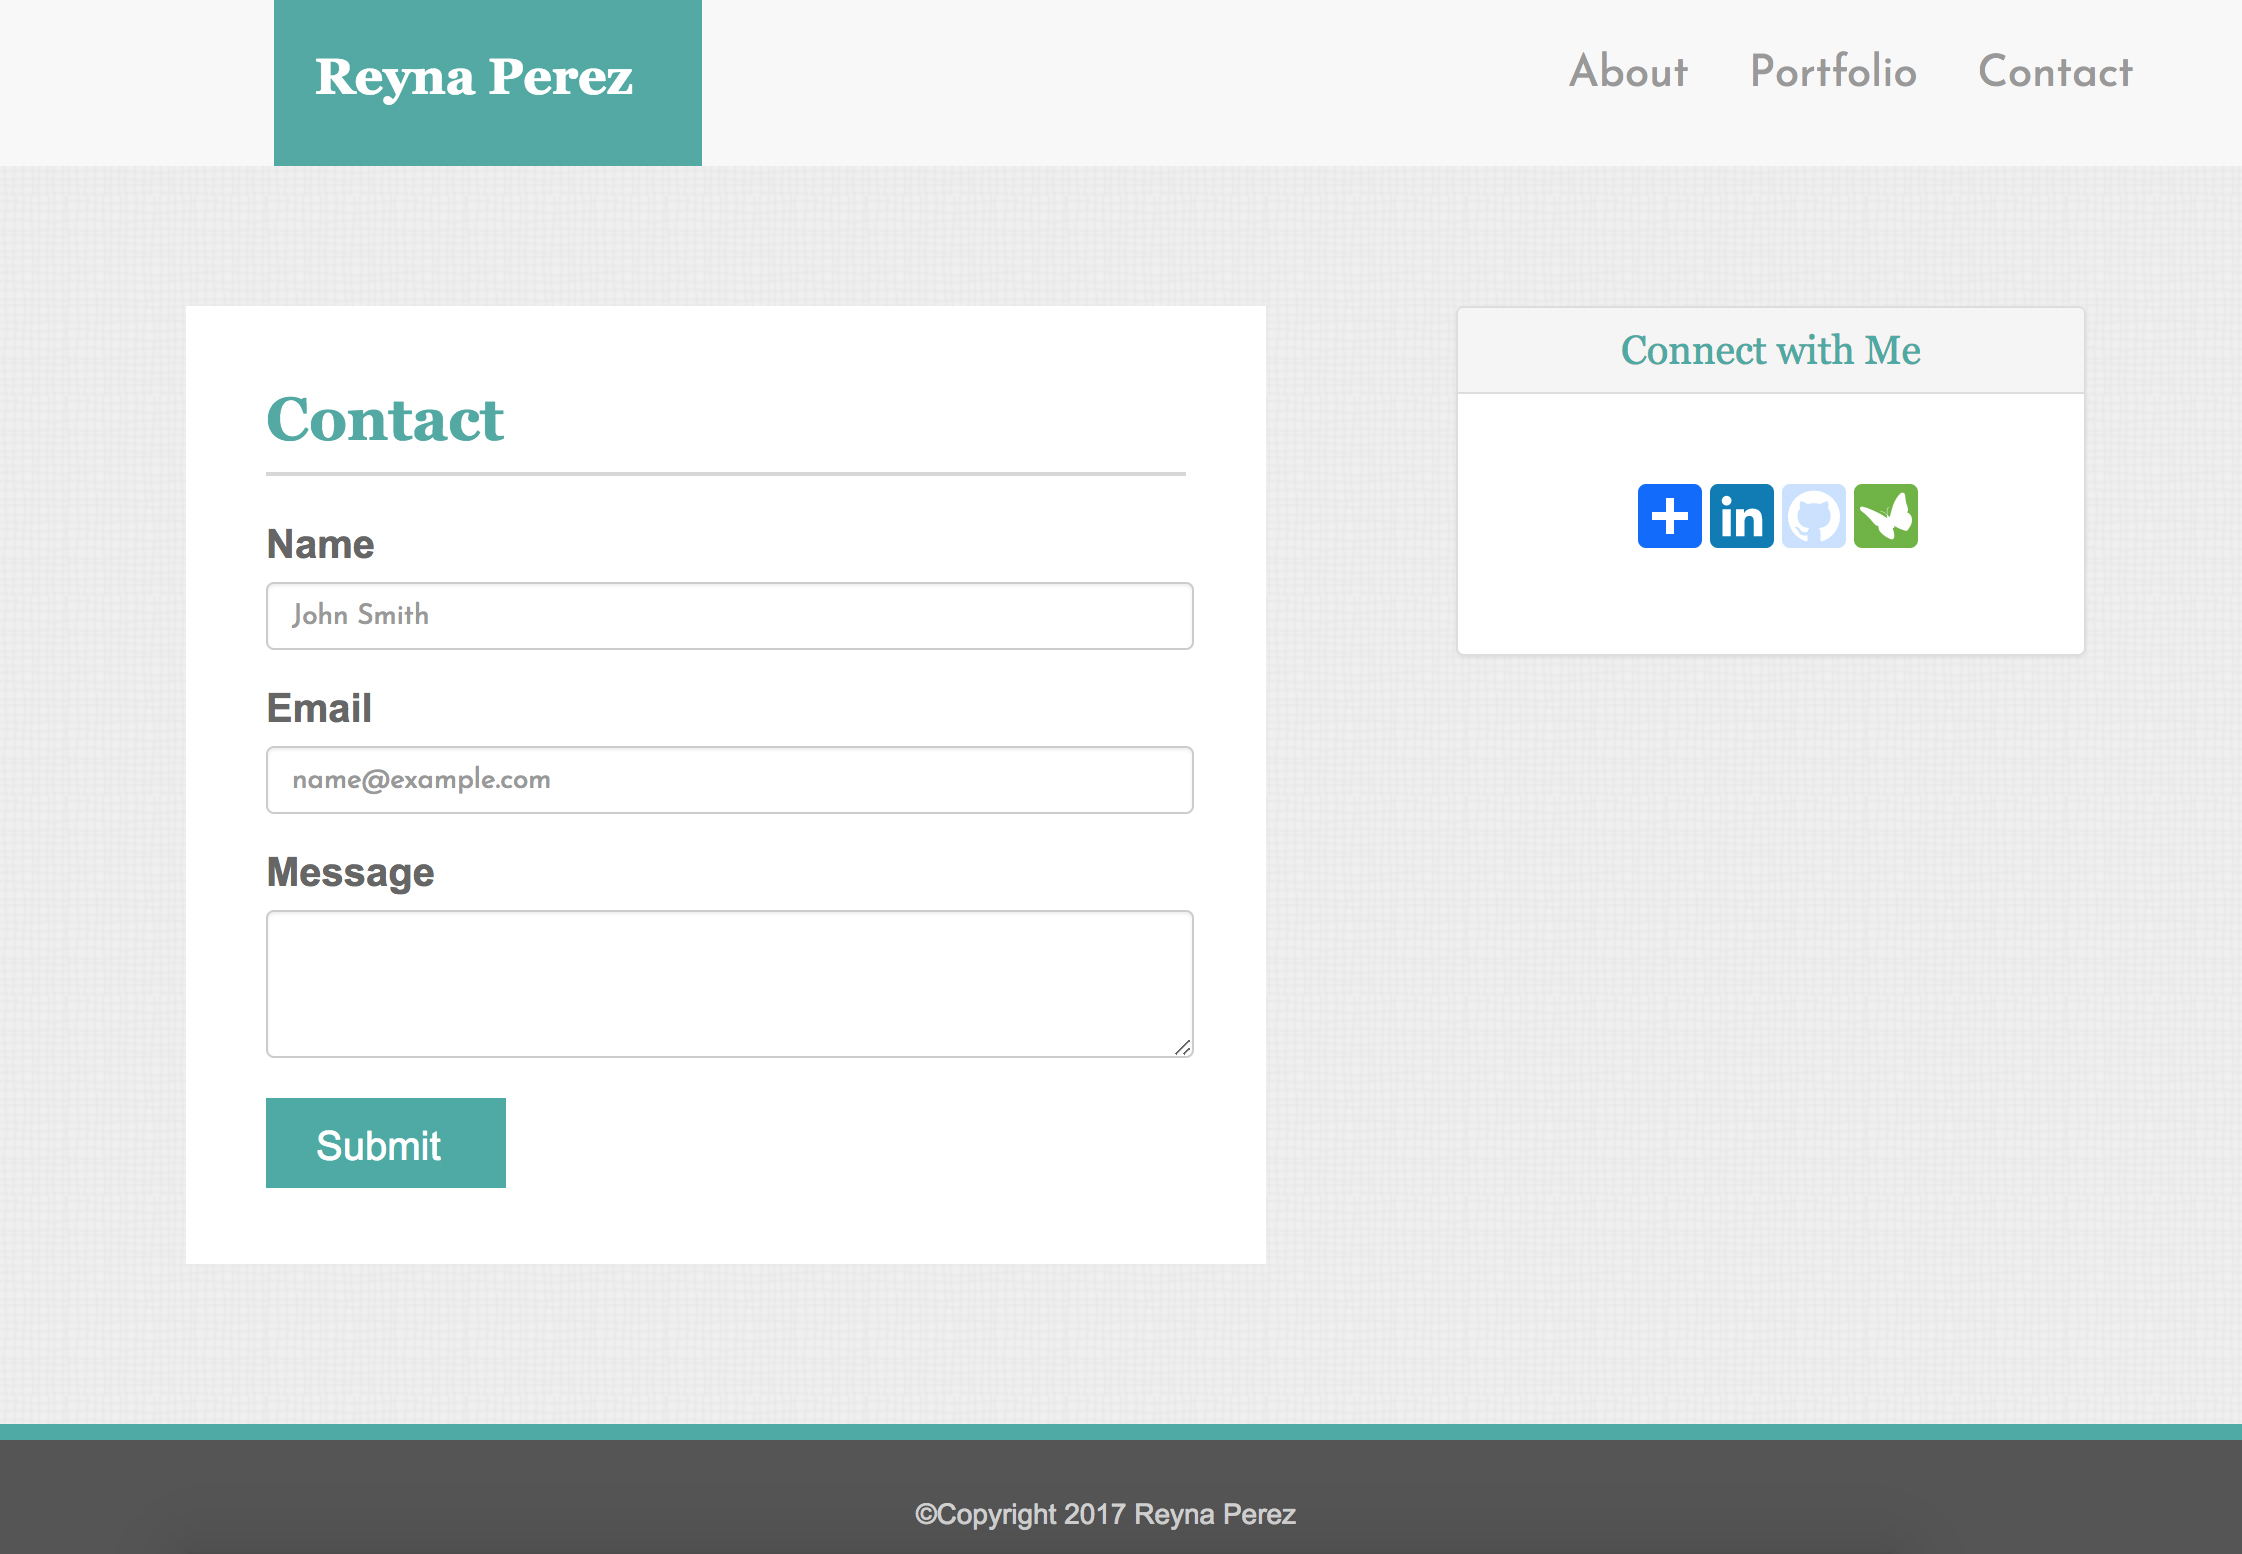 Reyna Perez
About Portfolio Contact
Contact
Name
John Smith
Email
name@example.com
Message
Submit
Connect with Me
in
©Copyright 2017 Reyna Perez